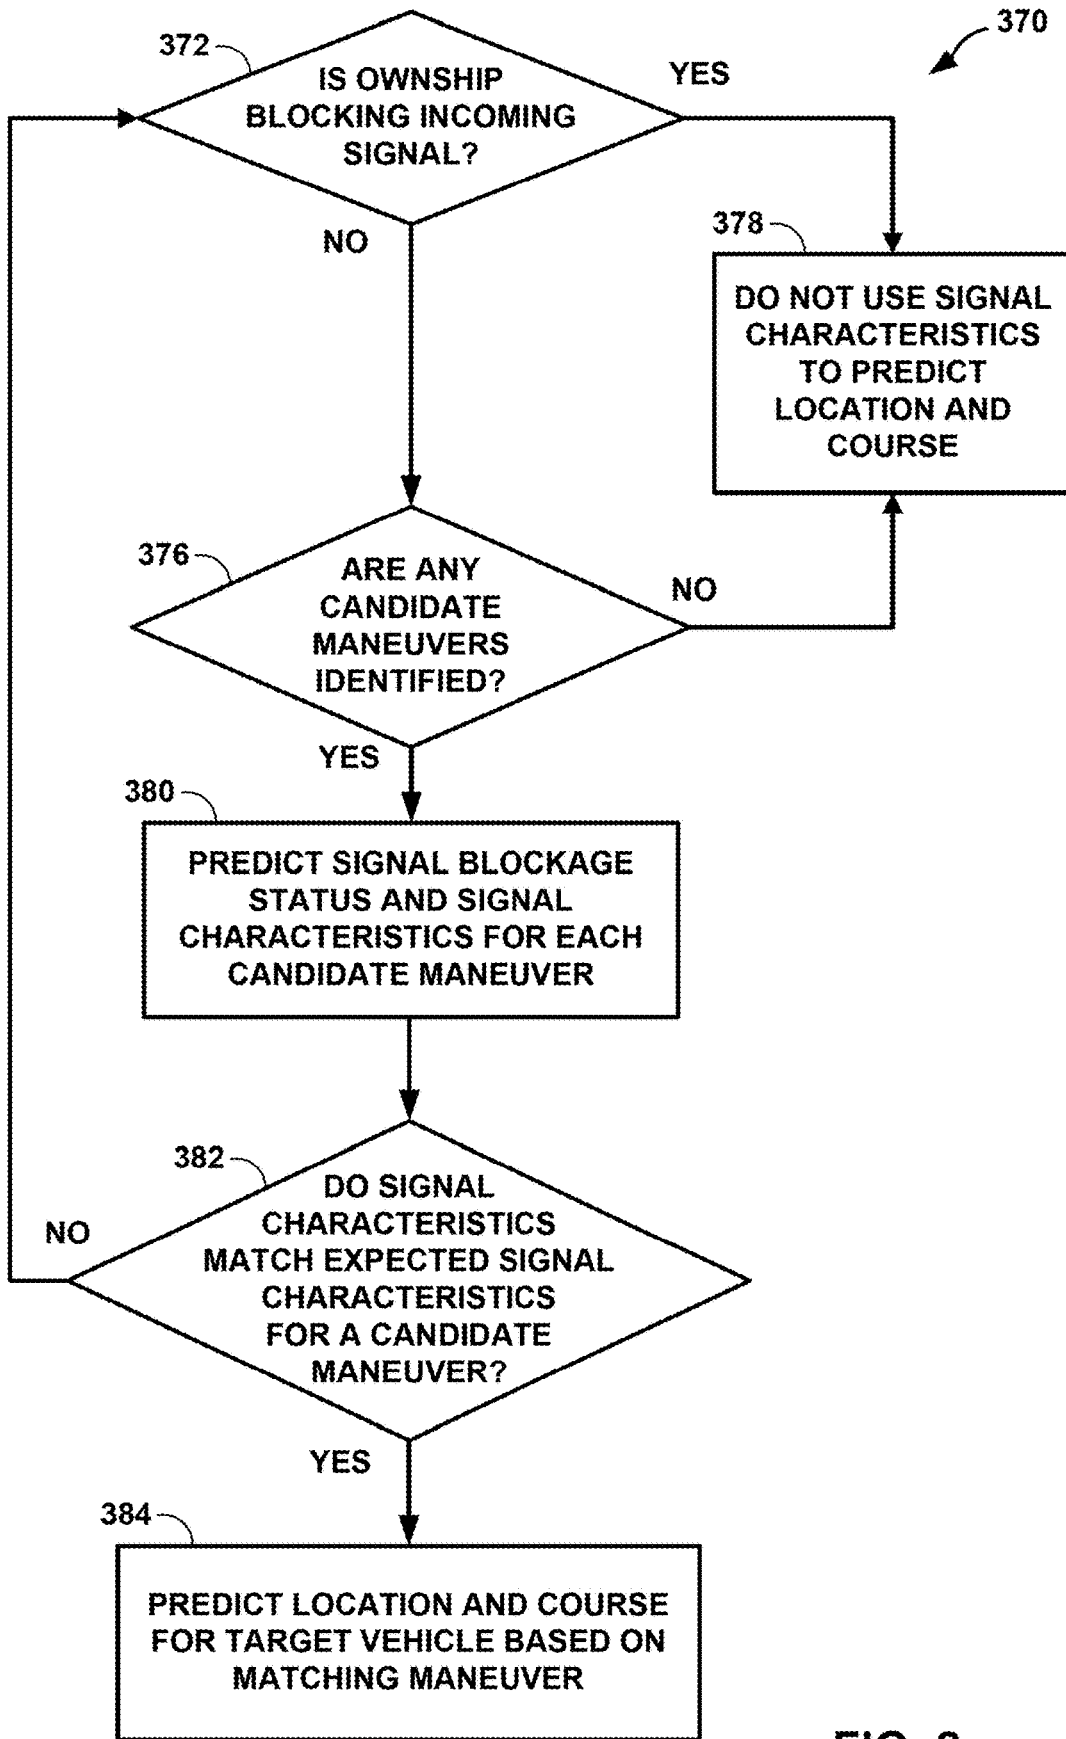 370
372
IS OWNSHIP
BLOCKING INCOMING
SIGNAL?
YES
NO
378
DO NOT USE SIGNAL
CHARACTERISTICS
TO PREDICT
LOCATION AND
COURSE
376
ARE ANY
CANDIDATE
MANEUVERS
IDENTIFIED?
NO
YES
380
PREDICT SIGNAL BLOCKAGE
STATUS AND SIGNAL
CHARACTERISTICS FOR EACH
CANDIDATE MANEUVER
382
DO SIGNAL
CHARACTERISTICS
MATCH EXPECTED SIGNAL
CHARACTERISTICS
FOR A CANDIDATE
MANEUVER?
NO
YES
384
PREDICT LOCATION AND COURSE
FOR TARGET VEHICLE BASED ON
MATCHING MANEUVER
FIG.